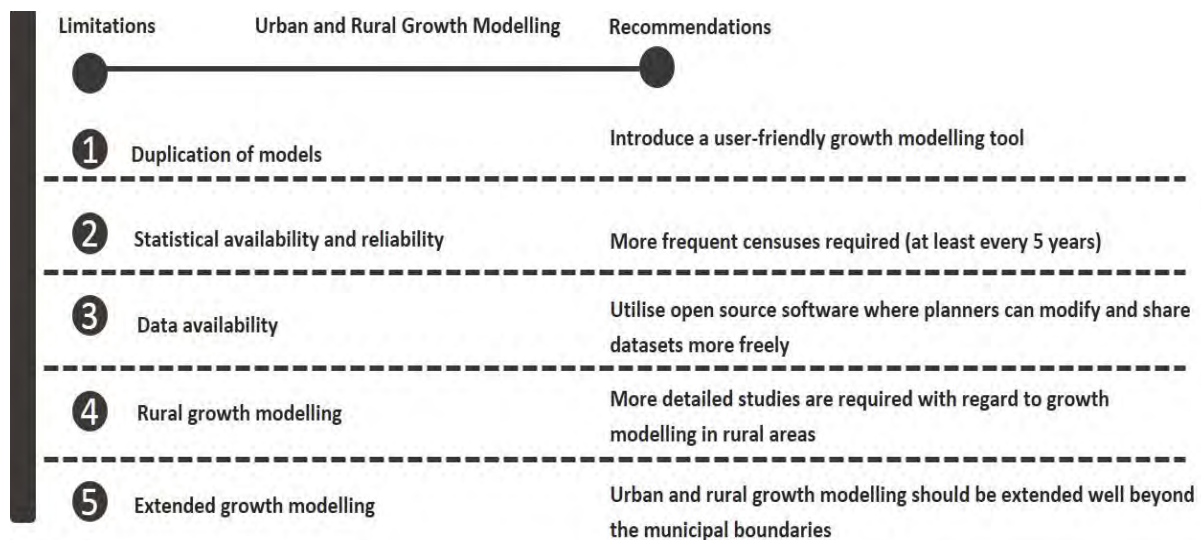 Limitations Urban and Rural Growth Modelling Recommendations
1 Duplication of models Introduce a user-friendly growth modelling tool
2 Statistical availability and reliability More frequent censuses required (at least every 5 years)
3 Data availability Utilise open source software where planners can modify and share
datasets more freely
4 Rural growth modelling More detailed studies are required with regard to growth
modelling in rural areas
5 Extended growth modelling Urban and rural growth modelling should be extended well beyond
the municipal boundaries